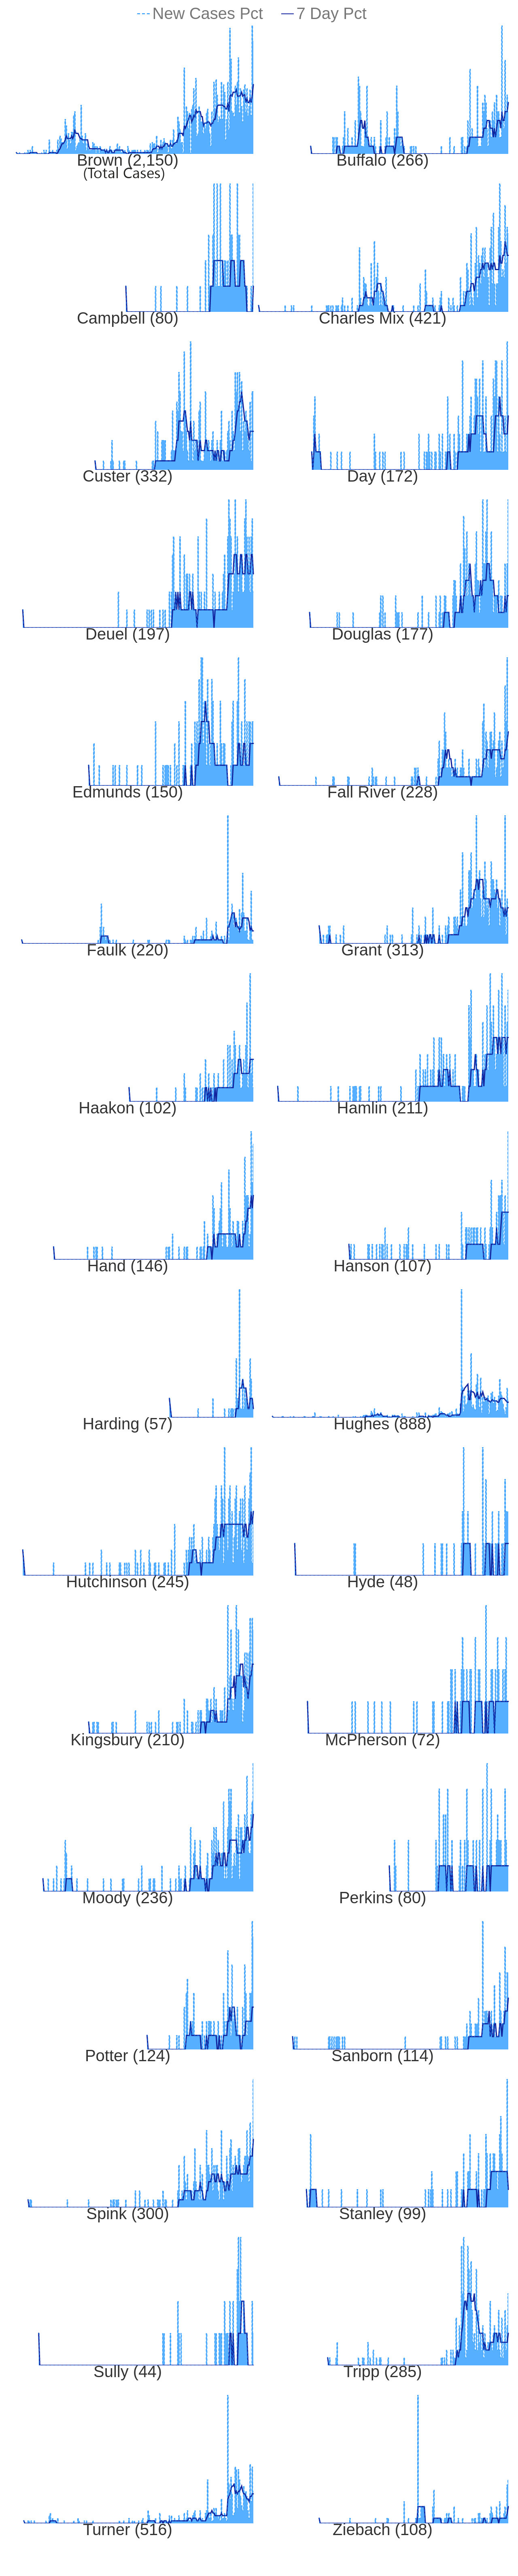 New Cases Pct 7 Day Pct
Brown (2,150) Buffalo (266)
(Total Cases)
Campbell (80) Charles Mix (421)
Custer (332) Day (172)
Deuel (197) Douglas (177)
Edmunds (150) Fall River (228)
Faulk (220) Grant (313)
Haakon (102) Hamlin (211)
Hand (146) Hanson (107)
Harding (57) Hughes (888)
Hutchinson (245) Hyde (48)
Kingsbury (210) McPherson (72)
Moody (236) Perkins (80)
Potter (124) Sanborn (114)
Spink (300) Stanley (99)
Sully (44) Tripp (285)
Turner (516) Ziebach (108)